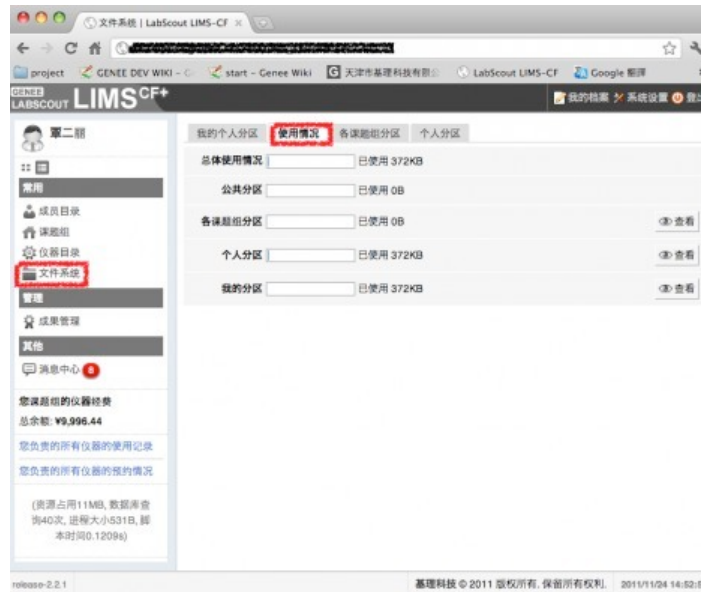 文件系统 | LabScout LIMS-CF
project
GENEE DEV WIKI - G
start - Genee Wiki
天津市基理科技有限公
LabScout LIMS-CF
Google 翻译
GENEE
LABSCOUT LIMS CF+
我的档案
系统设置
登出
覃二丽
常用
成员目录
课题组
仪器目录
文件系统
管理
成果管理
其他
消息中心
您课题组的仪器经费
总余额: ¥9,996.44
您负责的所有仪器的使用记录
您负责的所有仪器的预约情况
(资源占用11MB, 数据库查
询40次, 进程大小531B, 脚
本时间0.1209s)
我的个人分区 使用情况 各课题组分区 个人分区
总体使用情况 已使用 372KB
公共分区 已使用 0B
各课题组分区 已使用 0B 查看
个人分区 已使用 372KB 查看
我的分区 已使用 372KB 查看
release-2.2.1
基理科技 © 2011 版权所有. 保留所有权利. 2011/11/24 14:52: